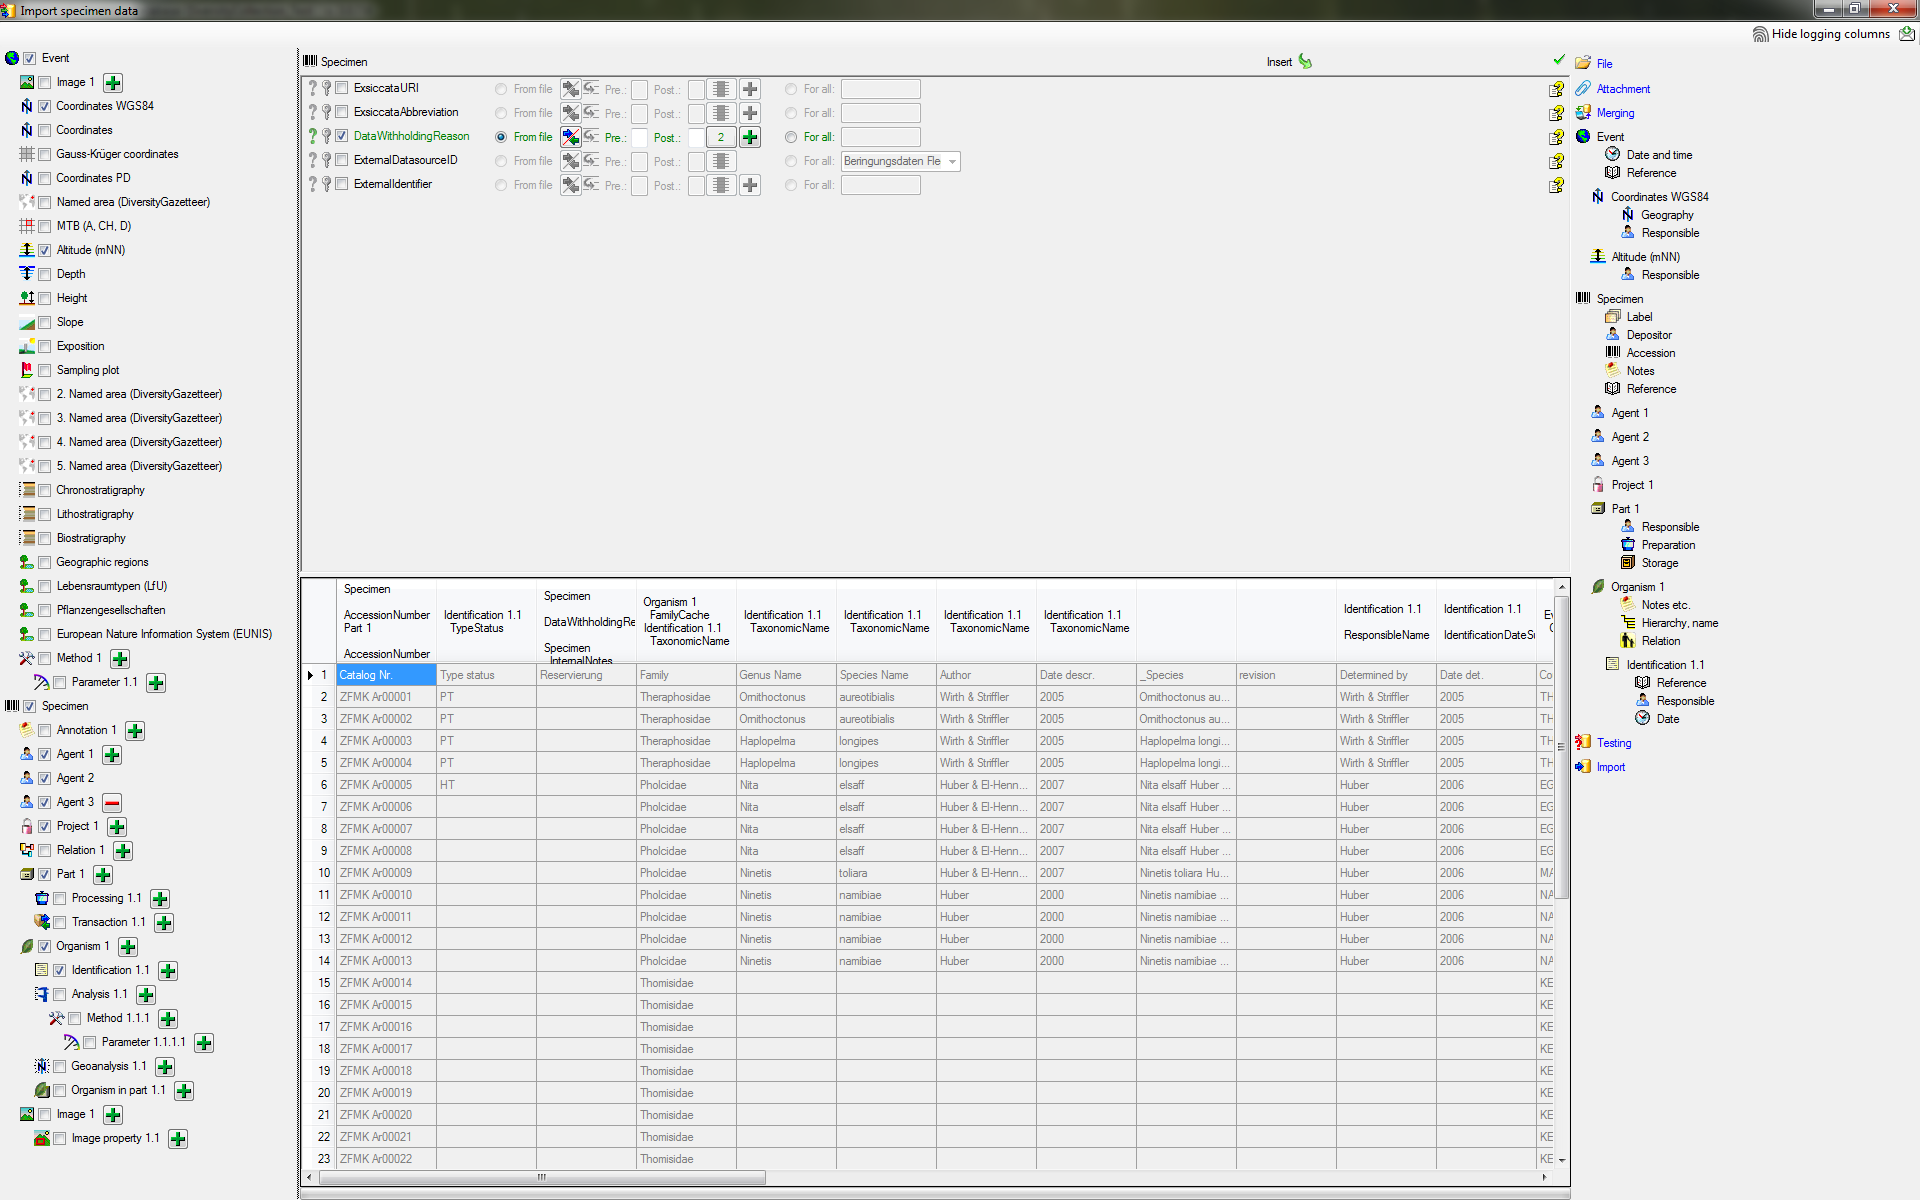 Import specimen data
Hide logging columns
Event
Image 1
Coordinates WGS84
Coordinates
Gauss-Krüger coordinates
Coordinates PD
Named area (DiversityGazetteer)
MTB (A, CH, D)
Altitude (mNN)
Depth
Height
Slope
Exposition
Sampling plot
2. Named area (DiversityGazetteer)
3. Named area (DiversityGazetteer)
4. Named area (DiversityGazetteer)
5. Named area (DiversityGazetteer)
Chronostratigraphy
Lithostratigraphy
Biostratigraphy
Geographic regions
Lebensraumtypen (LfU)
Pflanzengesellschaften
European Nature Information System (EUNIS)
Method 1
Parameter 1.1
Specimen
Annotation 1
Agent 1
Agent 2
Agent 3
Project 1
Relation 1
Part 1
Processing 1.1
Transaction 1.1
Organism 1
Identification 1.1
Analysis 1.1
Method 1.1.1
Parameter 1.1.1.1
Geoanalysis 1.1
Organism in part 1.1
Image 1
Image property 1.1
Specimen Insert
ExsiccataURI From file Pre.: Post.: For all:
ExsiccataAbbreviation From file Pre.: Post.: For all:
DataWithholdingReason From file Pre.: Post.: 2 For all:
ExternalDatasourceID From file Pre.: Post.: For all: Beringungsdaten Fle
ExternalIdentifier From file Pre.: Post.: For all:
Specimen
AccessionNumber
Part 1
AccessionNumber
Identification 1.1
TypeStatus
Specimen
DataWithholdingRe
Specimen
InternalNotes
Organism 1
FamilyCache
Identification 1.1
TaxonomicName
Identification 1.1
TaxonomicName
Identification 1.1
TaxonomicName
Identification 1.1
TaxonomicName
Identification 1.1
TaxonomicName
Identification 1.1
ResponsibleName
Identification 1.1
IdentificationDateSu
Ev
1 Catalog Nr. Type status Reservierung Family Genus Name Species Name Author Date descr. _Species revision Determined by Date det. Co
2 ZFMK Ar00001 PT Theraphosidae Ornithoctonus aureotibialis Wirth & Striffler 2005 Ornithoctonus au... Wirth & Striffler 2005 TH
3 ZFMK Ar00002 PT Theraphosidae Ornithoctonus aureotibialis Wirth & Striffler 2005 Ornithoctonus au... Wirth & Striffler 2005 TH
4 ZFMK Ar00003 PT Theraphosidae Haplopelma longipes Wirth & Striffler 2005 Haplopelma longi... Wirth & Striffler 2005 TH
5 ZFMK Ar00004 PT Theraphosidae Haplopelma longipes Wirth & Striffler 2005 Haplopelma longi... Wirth & Striffler 2005 TH
6 ZFMK Ar00005 HT Pholcidae Nita elsaff Huber & El-Henn... 2007 Nita elsaff Huber ... Huber 2006 EG
7 ZFMK Ar00006 Pholcidae Nita elsaff Huber & El-Henn... 2007 Nita elsaff Huber ... Huber 2006 EG
8 ZFMK Ar00007 Pholcidae Nita elsaff Huber & El-Henn... 2007 Nita elsaff Huber ... Huber 2006 EG
9 ZFMK Ar00008 Pholcidae Nita elsaff Huber & El-Henn... 2007 Nita elsaff Huber ... Huber 2006 EG
10 ZFMK Ar00009 Pholcidae Ninetis toliara Huber & El-Henn... 2007 Ninetis toliara Hu... Huber 2006 MA
11 ZFMK Ar00010 Pholcidae Ninetis namibiae Huber 2000 Ninetis namibiae ... Huber 2006 NA
12 ZFMK Ar00011 Pholcidae Ninetis namibiae Huber 2000 Ninetis namibiae ... Huber 2006 NA
13 ZFMK Ar00012 Pholcidae Ninetis namibiae Huber 2000 Ninetis namibiae ... Huber 2006 NA
14 ZFMK Ar00013 Pholcidae Ninetis namibiae Huber 2000 Ninetis namibiae ... Huber 2006 NA
15 ZFMK Ar00014 Thomisidae KE
16 ZFMK Ar00015 Thomisidae KE
17 ZFMK Ar00016 Thomisidae KE
18 ZFMK Ar00017 Thomisidae KE
19 ZFMK Ar00018 Thomisidae KE
20 ZFMK Ar00019 Thomisidae KE
21 ZFMK Ar00020 Thomisidae KE
22 ZFMK Ar00021 Thomisidae KE
23 ZFMK Ar00022 Thomisidae KE
File
Attachment
Merging
Event
Date and time
Reference
Coordinates WGS84
Geography
Responsible
Altitude (mNN)
Responsible
Specimen
Label
Depositor
Accession
Notes
Reference
Agent 1
Agent 2
Agent 3
Project 1
Part 1
Responsible
Preparation
Storage
Organism 1
Notes etc.
Hierarchy, name
Relation
Identification 1.1
Reference
Responsible
Date
Testing
Import